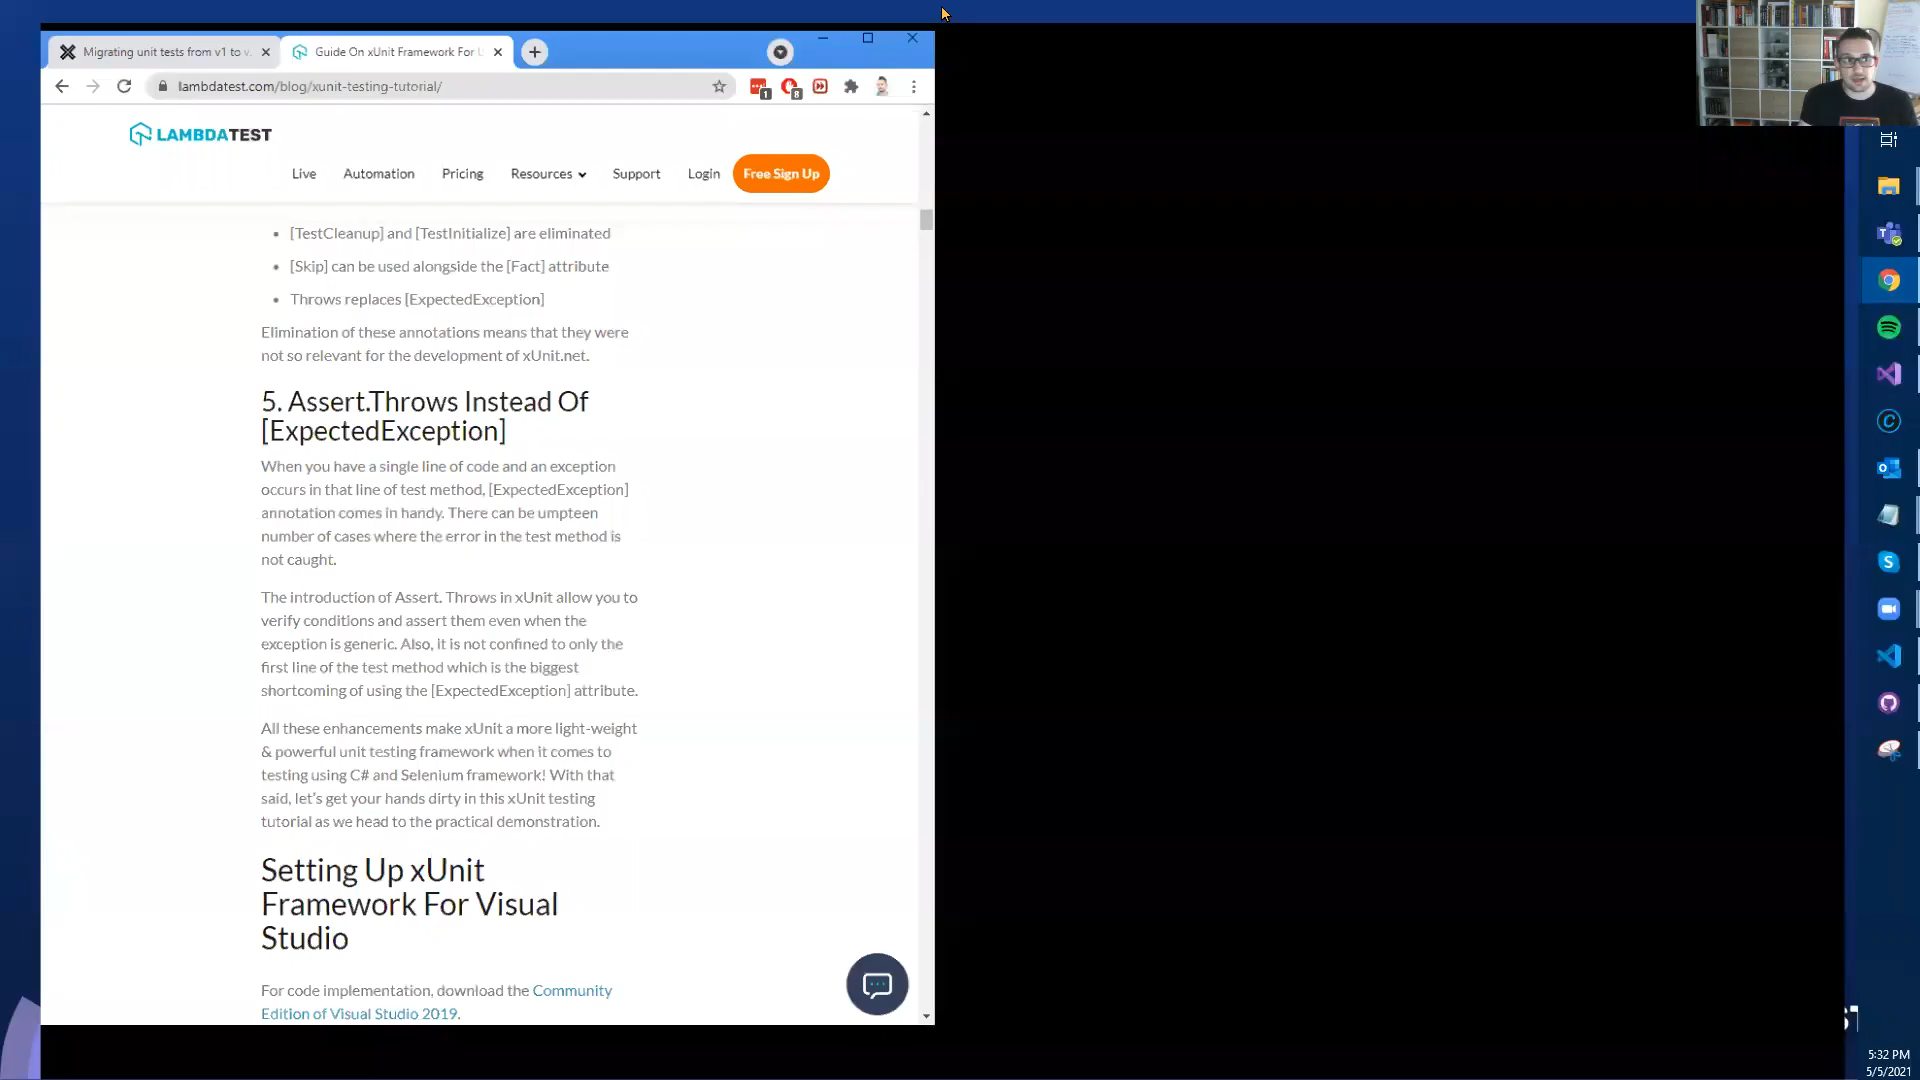 Migrating unit tests from v1 to v
Guide On xUnit Framework For U
lambdatest.com/blog/xunit-testing-tutorial/
1
8
LAMBDATEST
Live Automation Pricing Resources Support Login Free Sign Up
[TestCleanup] and [TestInitialize] are eliminated
[Skip] can be used alongside the [Fact] attribute
Throws replaces [ExpectedException]
Elimination of these annotations means that they were
not so relevant for the development of xUnit.net.
5. Assert.Throws Instead Of
[ExpectedException]
When you have a single line of code and an exception
occurs in that line of test method, [ExpectedException]
annotation comes in handy. There can be umpteen
number of cases where the error in the test method is
not caught.
The introduction of Assert. Throws in xUnit allow you to
verify conditions and assert them even when the
exception is generic. Also, it is not confined to only the
first line of the test method which is the biggest
shortcoming of using the [ExpectedException] attribute.
All these enhancements make xUnit a more light-weight
& powerful unit testing framework when it comes to
testing using C# and Selenium framework! With that
said, let’s get your hands dirty in this xUnit testing
tutorial as we head to the practical demonstration.
Setting Up xUnit
Framework For Visual
Studio
For code implementation, download the Community
Edition of Visual Studio 2019.
5:32 PM
5/5/2021